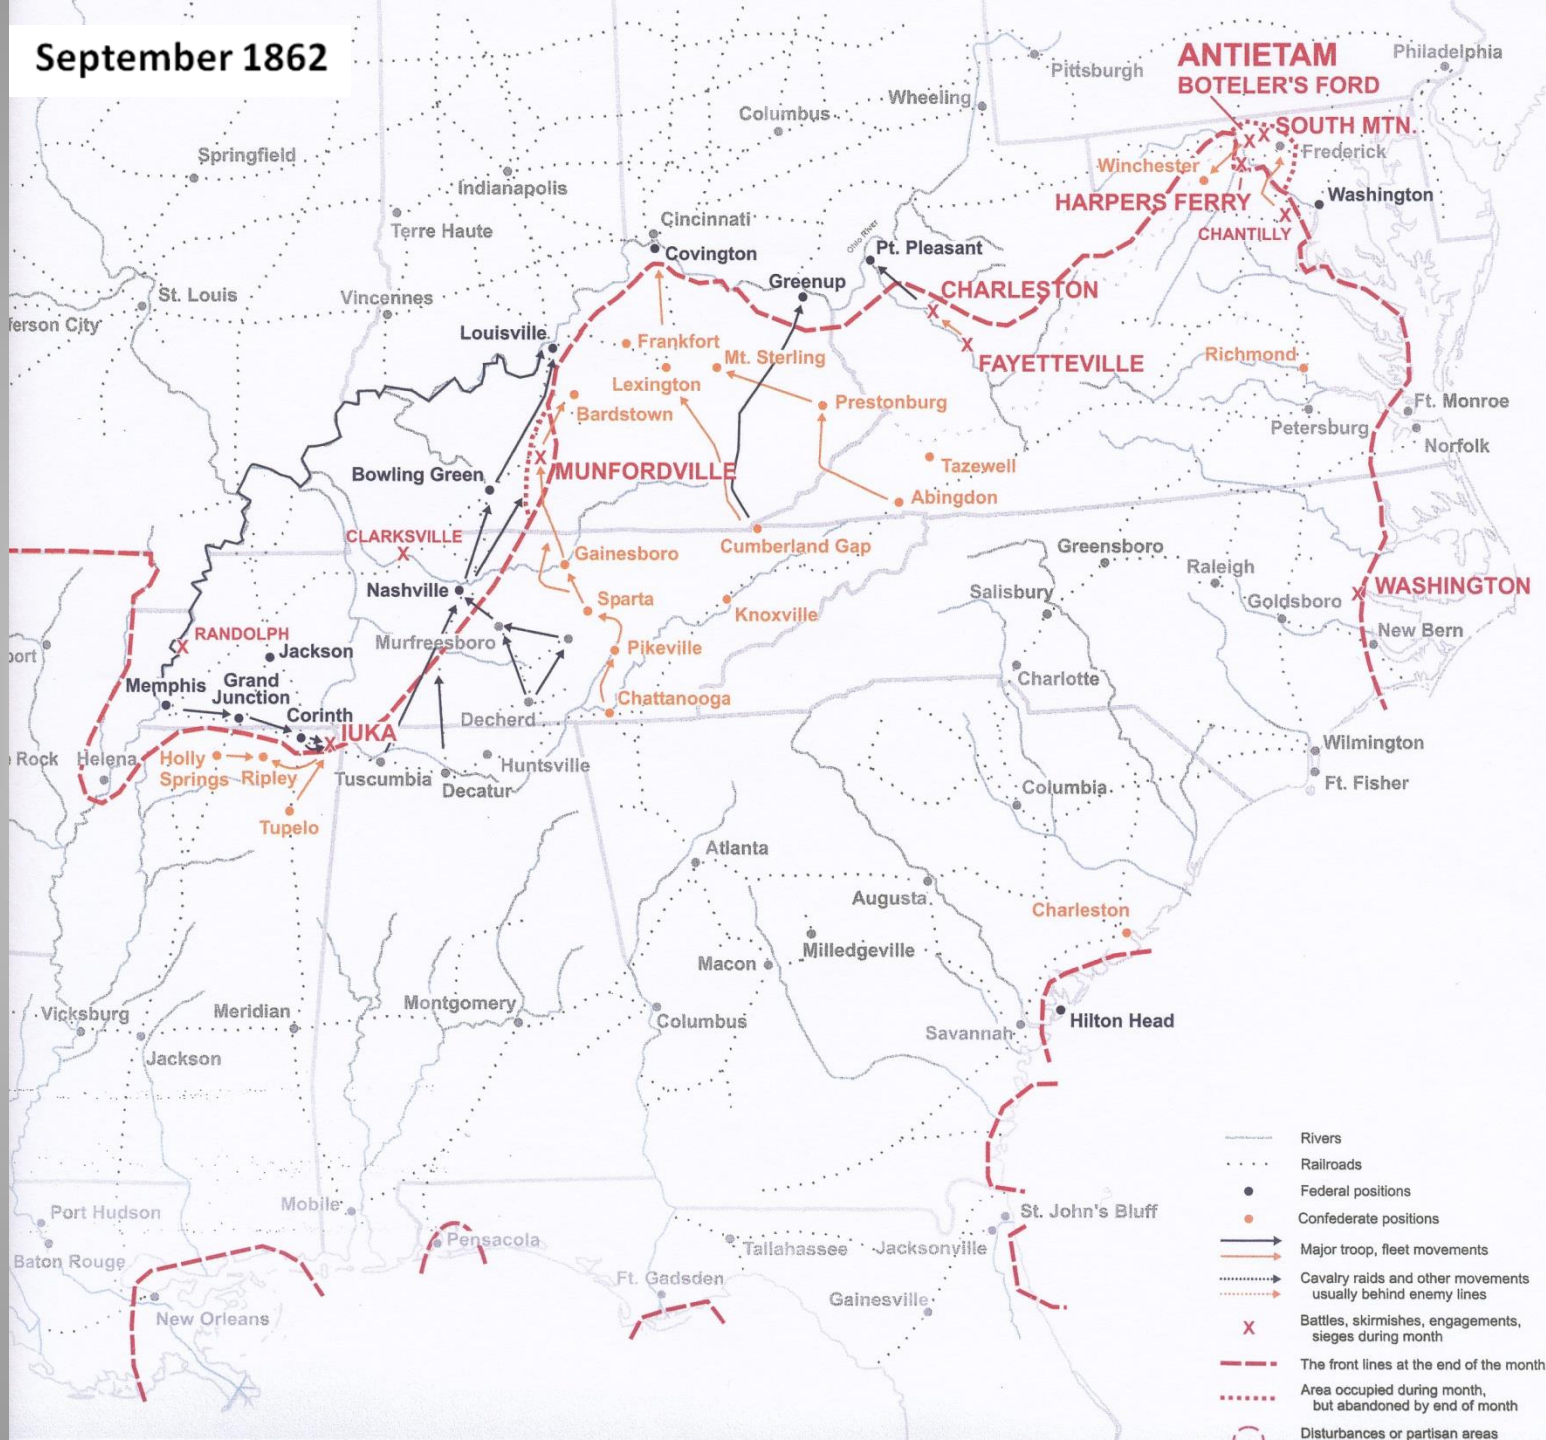 September 1862
ANTIETAM
BOTELER'S FORD
Philadelphia
Pittsburgh
Wheeling
Columbus
SOUTH MTN.
Frederick
Springfield
Winchester
Indianapolis
HARPERS FERRY
Washington
Cincinnati
CHANTILLY
Terre Haute
Ohio River
Covington
Pt. Pleasant
Greenup
CHARLESTON
St. Louis
Vincennes
ferson City
Louisville
Frankfort
Mt. Sterling
FAYETTEVILLE
Richmond
Lexington
Bardstown
Prestonburg
Ft. Monroe
Petersburg
Norfolk
Bowling Green
MUNFORDVILLE
Tazewell
Abingdon
CLARKSVILLE
Cumberland Gap
Gainesboro
Greensboro
Raleigh
Nashville
Sparta
Salisbury
Goldsboro
WASHINGTON
Knoxville
RANDOLPH
Murfreesboro
New Bern
port
Jackson
Pikeville
Charlotte
Memphis
Grand
Junction
Corinth
Chattanooga
Decherd
IUKA
Rock
Helena
Holly
Springs
Ripley
Tuscumbia
Huntsville
Decatur
Wilmington
Ft. Fisher
Columbia
Tupelo
Atlanta
Augusta
Charleston
Milledgeville
Macon
Vicksburg
Meridian
Montgomery
Columbus
Hilton Head
Savannah
Jackson
Port Hudson
Mobile
St. John's Bluff
Pensacola
Tallahassee
Jacksonville
Baton Rouge
Ft. Gadsden
Gainesville
New Orleans
Rivers
Railroads
Federal positions
Confederate positions
Major troop, fleet movements
Cavalry raids and other movements
usually behind enemy lines
X
Battles, skirmishes, engagements,
sieges during month
The front lines at the end of the month
Area occupied during month,
but abandoned by end of month
Disturbances or partisan areas